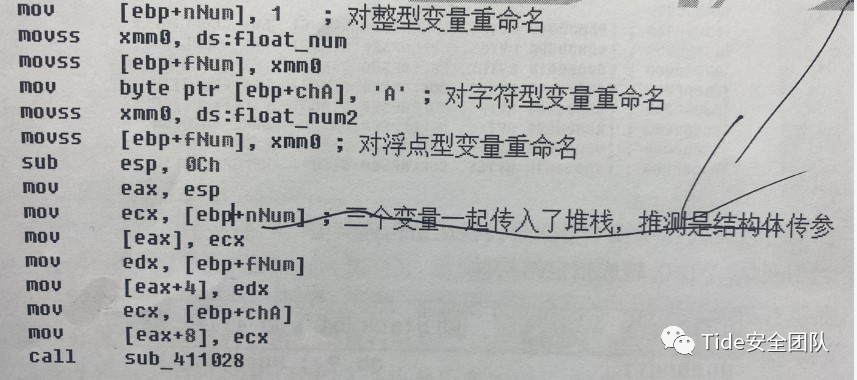 mov [ebp+nNum], 1 ; 对整型变量重命名
movss xmm0, ds:float_num
movss [ebp+fNum], xmm0
mov byte ptr [ebp+chA], 'A' ; 对字符型变量重命名
movss xmm0, ds:float_num2
movss [ebp+fNum], xmm0 ; 对浮点型变量重命名
sub esp, 0Ch
mov eax, esp
mov ecx, [ebp+nNum] ; 三个变量一起传入了堆栈，推测是结构体传参
mov [eax], ecx
mov edx, [ebp+fNum]
mov [eax+4], edx
mov ecx, [ebp+chA]
mov [eax+8], ecx
call sub_411028
Tide安全团队